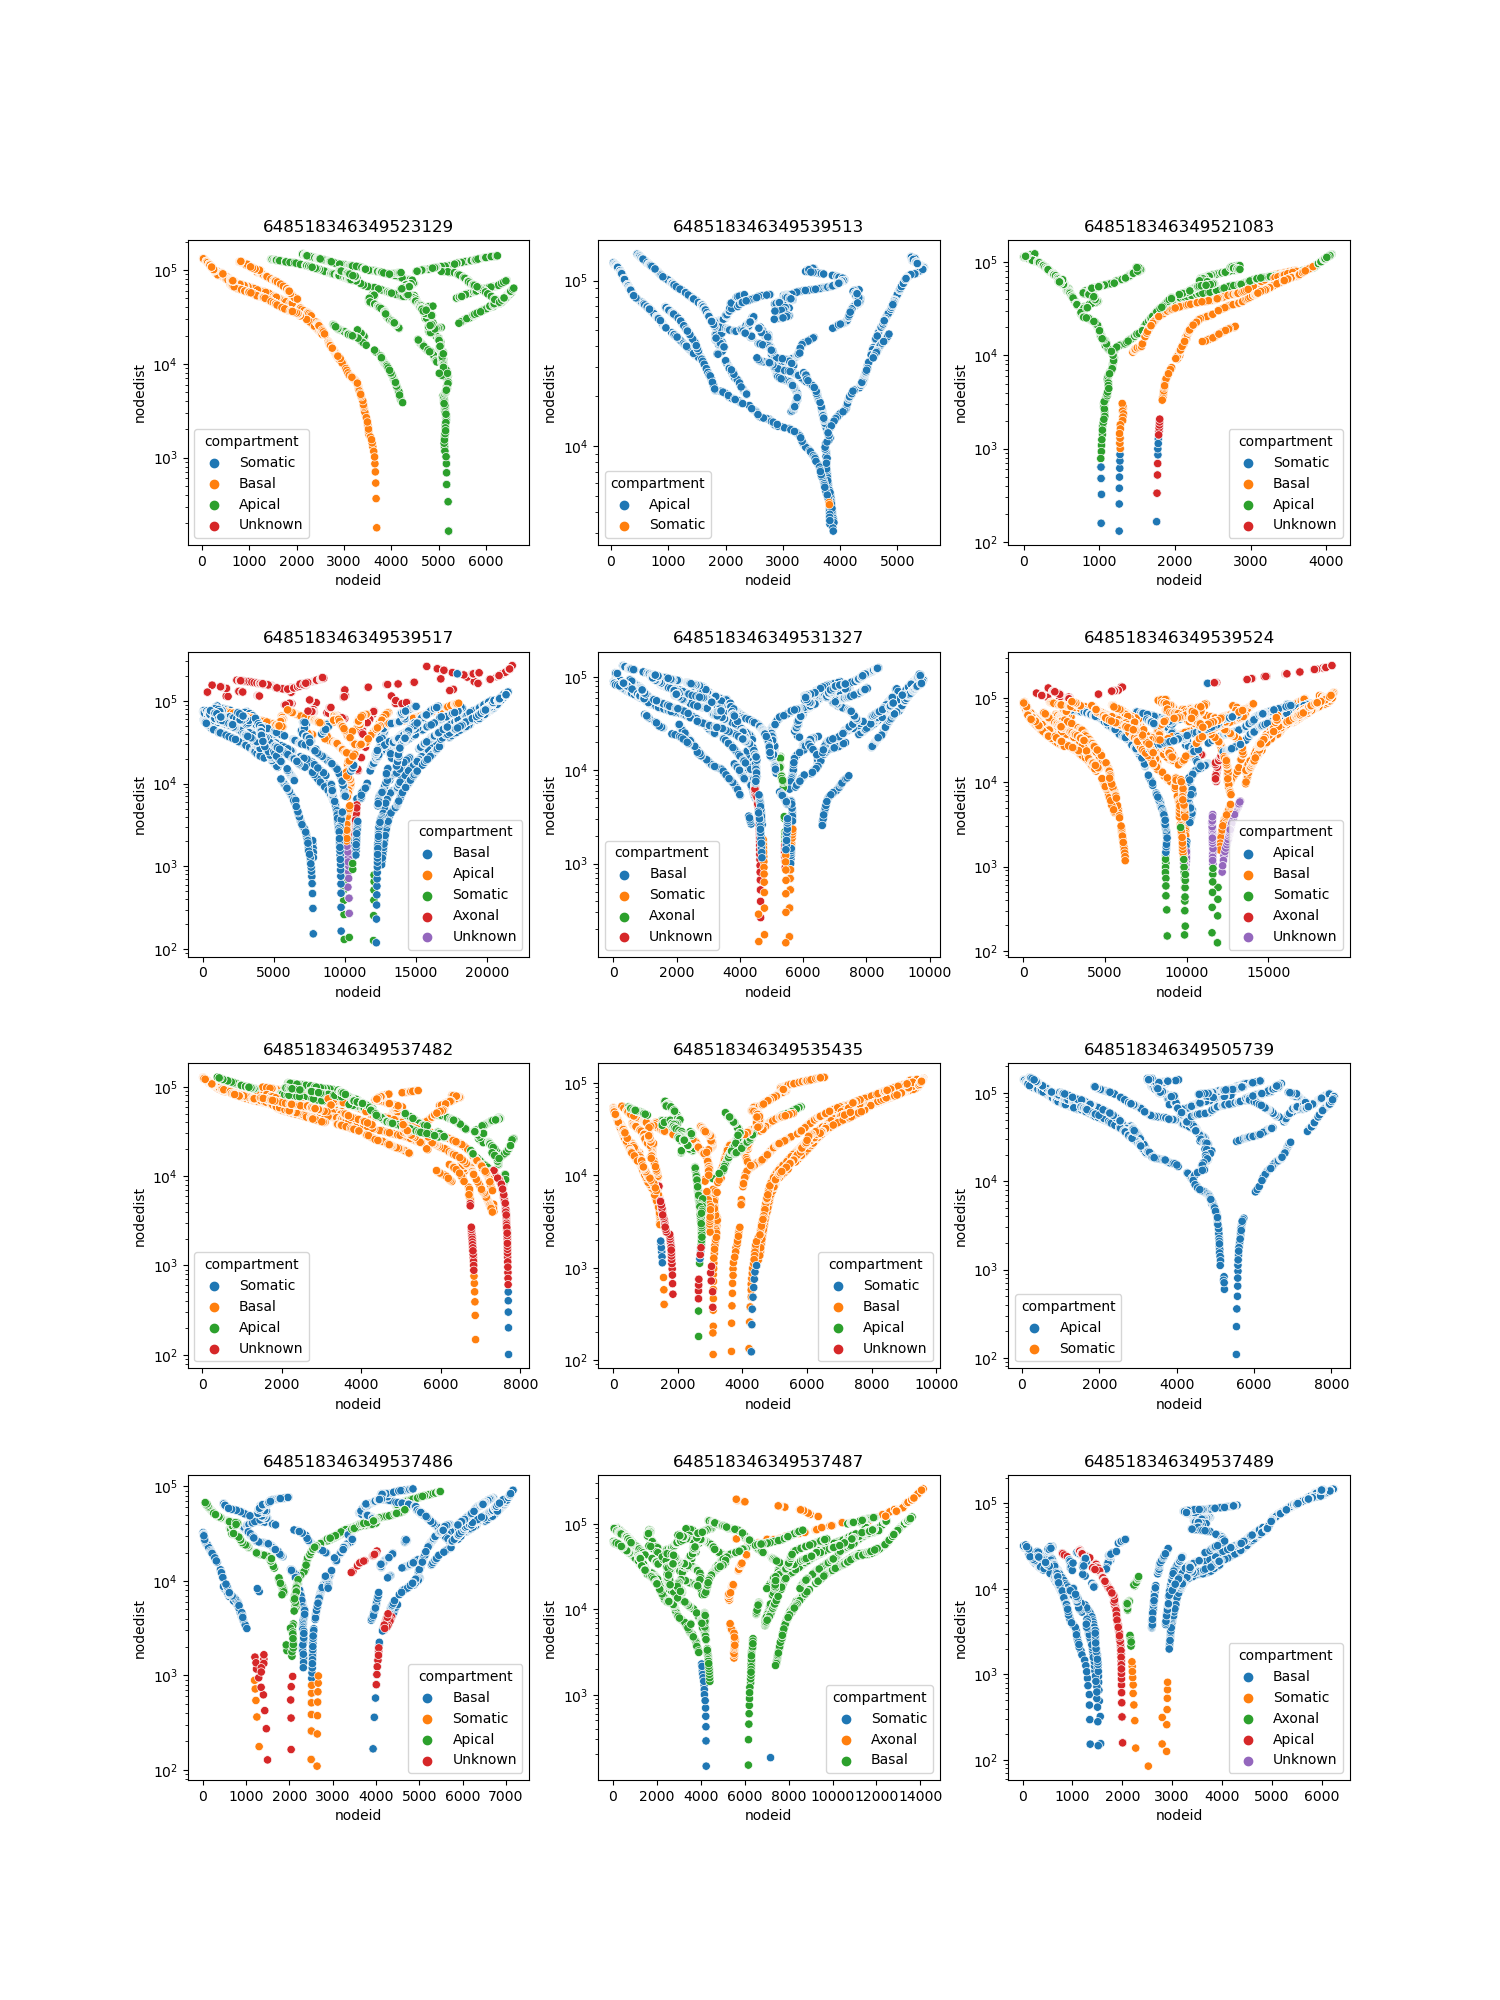 648518346349523129 648518346349539513 648518346349521083
nodedist 10^5 10^4 10^3 compartment Somatic Basal Apical Unknown 0 1000 2000 3000 4000 5000 6000 nodeid
nodedist 10^5 10^4 compartment Apical Somatic 0 1000 2000 3000 4000 5000 nodeid
nodedist 10^5 10^4 10^3 10^2 compartment Somatic Basal Apical Unknown 0 1000 2000 3000 4000 nodeid
648518346349539517 648518346349531327 648518346349539524
nodedist 10^5 10^4 10^3 10^2 compartment Basal Apical Somatic Axonal Unknown 0 5000 10000 15000 20000 nodeid
nodedist 10^5 10^4 10^3 compartment Basal Somatic Axonal Unknown 0 2000 4000 6000 8000 10000 nodeid
nodedist 10^5 10^4 10^3 10^2 compartment Apical Basal Somatic Axonal Unknown 0 5000 10000 15000 nodeid
648518346349537482 648518346349535435 648518346349505739
nodedist 10^5 10^4 10^3 10^2 compartment Somatic Basal Apical Unknown 0 2000 4000 6000 8000 nodeid
nodedist 10^5 10^4 10^3 10^2 compartment Somatic Basal Apical Unknown 0 2000 4000 6000 8000 10000 nodeid
nodedist 10^5 10^4 10^3 10^2 compartment Apical Somatic 0 2000 4000 6000 8000 nodeid
648518346349537486 648518346349537487 648518346349537489
nodedist 10^5 10^4 10^3 10^2 compartment Basal Somatic Apical Unknown 0 1000 2000 3000 4000 5000 6000 7000 nodeid
nodedist 10^5 10^4 10^3 compartment Somatic Axonal Basal 0 2000 4000 6000 8000 10000 12000 14000 nodeid
nodedist 10^5 10^4 10^3 10^2 compartment Basal Somatic Axonal Apical Unknown 0 1000 2000 3000 4000 5000 6000 nodeid